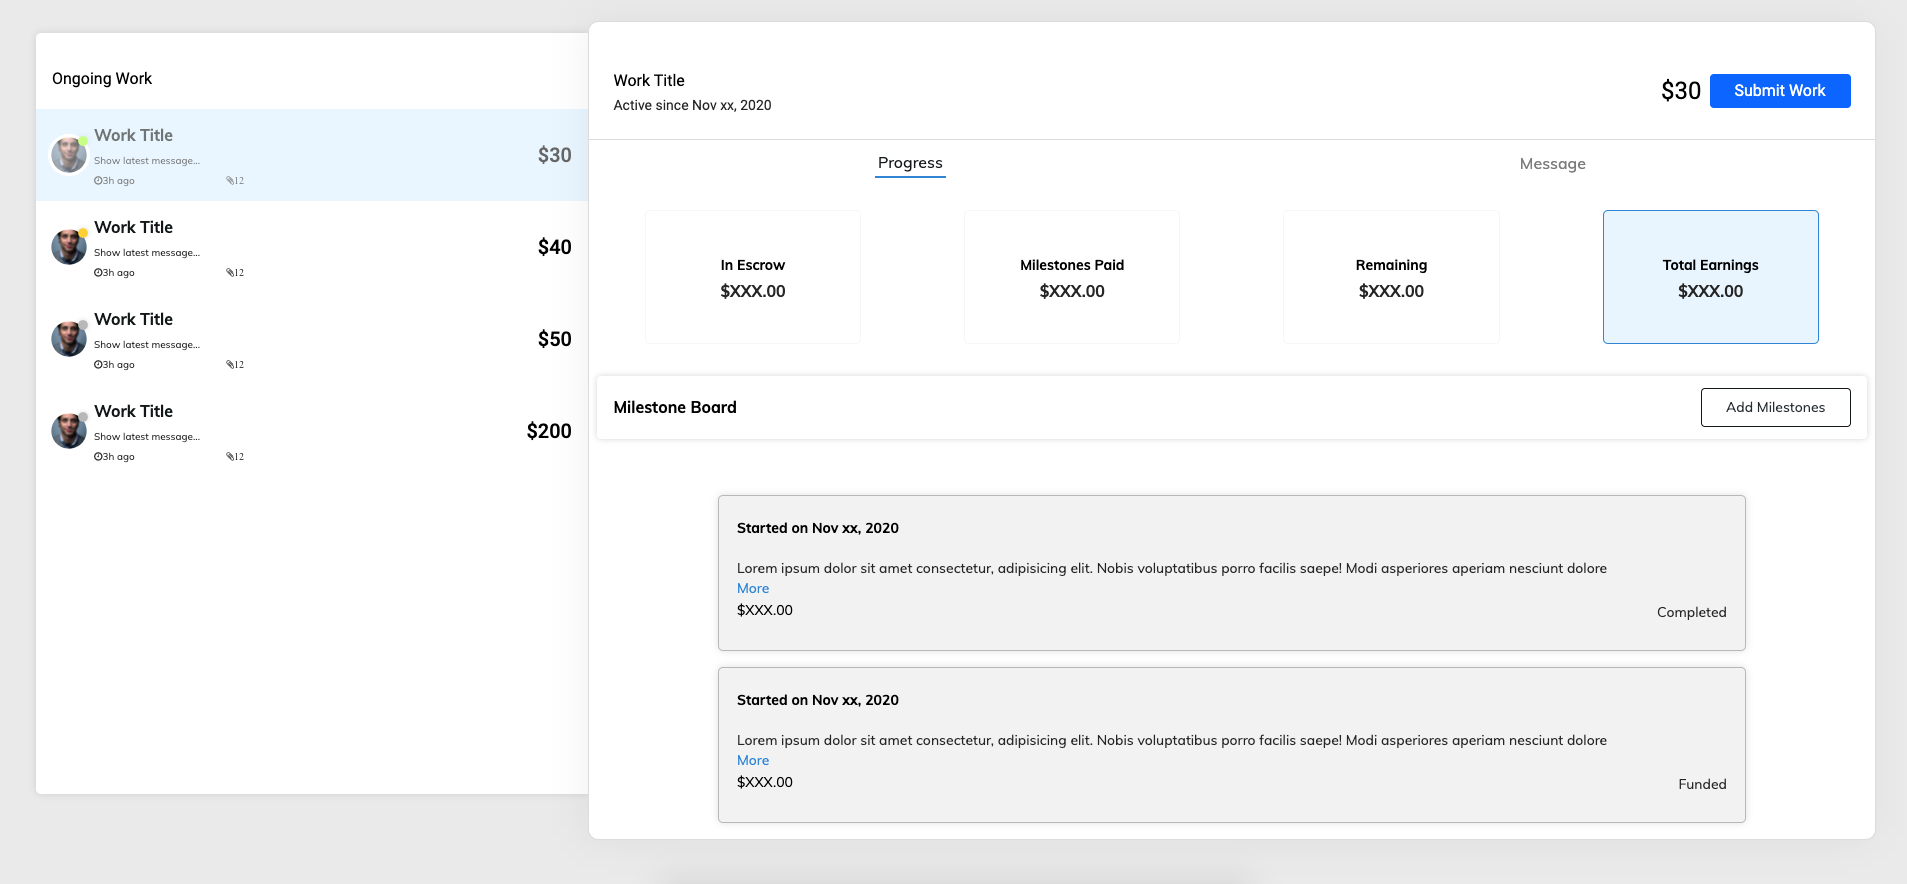 Ongoing Work
Work Title
Show latest message...
3h ago 12
$30
Work Title
Show latest message...
3h ago 12
$40
Work Title
Show latest message...
3h ago 12
$50
Work Title
Show latest message...
3h ago 12
$200
Work Title
Active since Nov xx, 2020
$30 Submit Work
Progress Message
In Escrow
$XXX.00
Milestones Paid
$XXX.00
Remaining
$XXX.00
Total Earnings
$XXX.00
Milestone Board Add Milestones
Started on Nov xx, 2020
Lorem ipsum dolor sit amet consectetur, adipisicing elit. Nobis voluptatibus porro facilis saepe! Modi asperiores aperiam nesciunt dolore
More
$XXX.00
Completed
Started on Nov xx, 2020
Lorem ipsum dolor sit amet consectetur, adipisicing elit. Nobis voluptatibus porro facilis saepe! Modi asperiores aperiam nesciunt dolore
More
$XXX.00
Funded